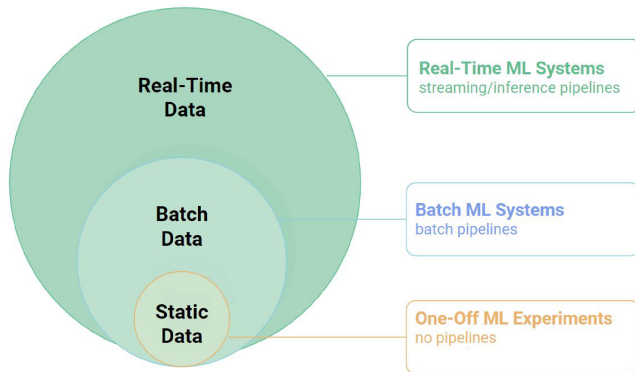 Real-Time
Data
Real-Time ML Systems
streaming/inference pipelines
Batch
Data
Batch ML Systems
batch pipelines
Static
Data
One-Off ML Experiments
no pipelines